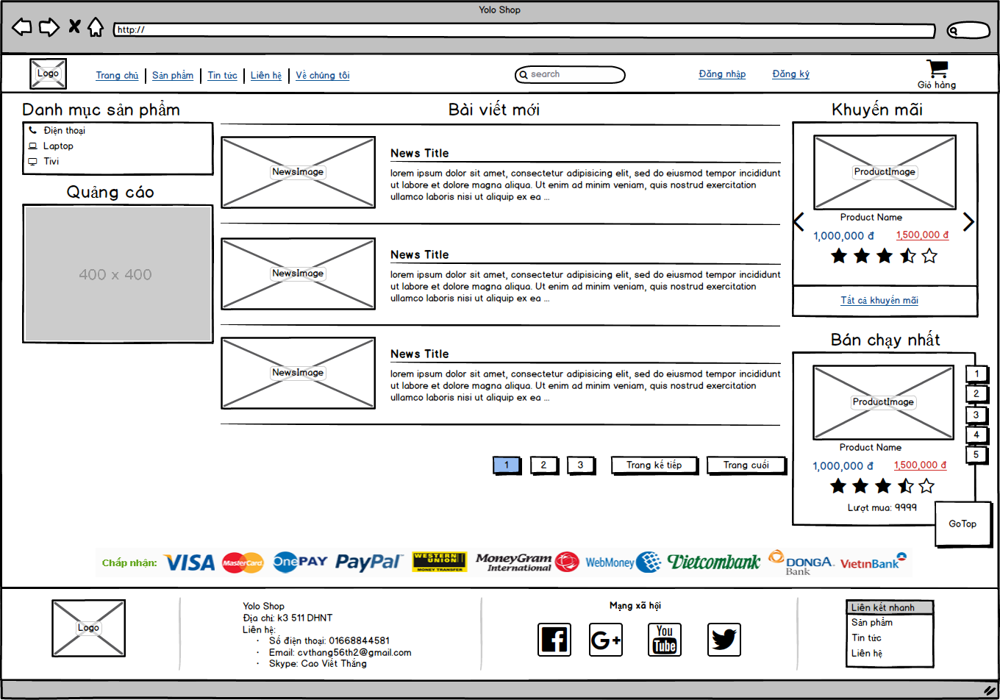 Yolo Shop
http://
Logo
Trang chủ
Sản phẩm
Tin tức
Liên hệ
Về chúng tôi
search
Đăng nhập
Đăng ký
Giỏ hàng
Danh mục sản phẩm
Điện thoại
Laptop
Tivi
Quảng cáo
400 x 400
Bài viết mới
NewsImage
News Title
lorem ipsum dolor sit amet, consectetur adipisicing elit, sed do eiusmod tempor incididunt
ut labore et dolore magna aliqua. Ut enim ad minim veniam, quis nostrud exercitation
ullamco laboris nisi ut aliquip ex ea ...
NewsImage
News Title
lorem ipsum dolor sit amet, consectetur adipisicing elit, sed do eiusmod tempor incididunt
ut labore et dolore magna aliqua. Ut enim ad minim veniam, quis nostrud exercitation
ullamco laboris nisi ut aliquip ex ea ...
NewsImage
News Title
lorem ipsum dolor sit amet, consectetur adipisicing elit, sed do eiusmod tempor incididunt
ut labore et dolore magna aliqua. Ut enim ad minim veniam, quis nostrud exercitation
ullamco laboris nisi ut aliquip ex ea ...
1
2
3
Trang kế tiếp
Trang cuối
Khuyến mãi
ProductImage
Product Name
1,000,000 đ
1,500,000 đ
Tất cả khuyến mãi
Bán chạy nhất
ProductImage
Product Name
1,000,000 đ
1,500,000 đ
Lượt mua: 9999
1
2
3
4
5
GoTop
Chấp nhận:
VISA
MasterCard
OnePAY
PayPal
WESTERN UNION
MONEY TRANSFER
MoneyGram
International
WebMoney
Vietcombank
DONGA
Bank
VietinBank
Logo
Yolo Shop
Địa chỉ: k3 511 DHNT
Liên hệ:
• Số điện thoại: 01668844581
• Email: cvthang56th2@gmail.com
• Skype: Cao Viết Thắng
Mạng xã hội
G+
You
Tube
Liên kết nhanh
Sản phẩm
Tin tức
Liên hệ